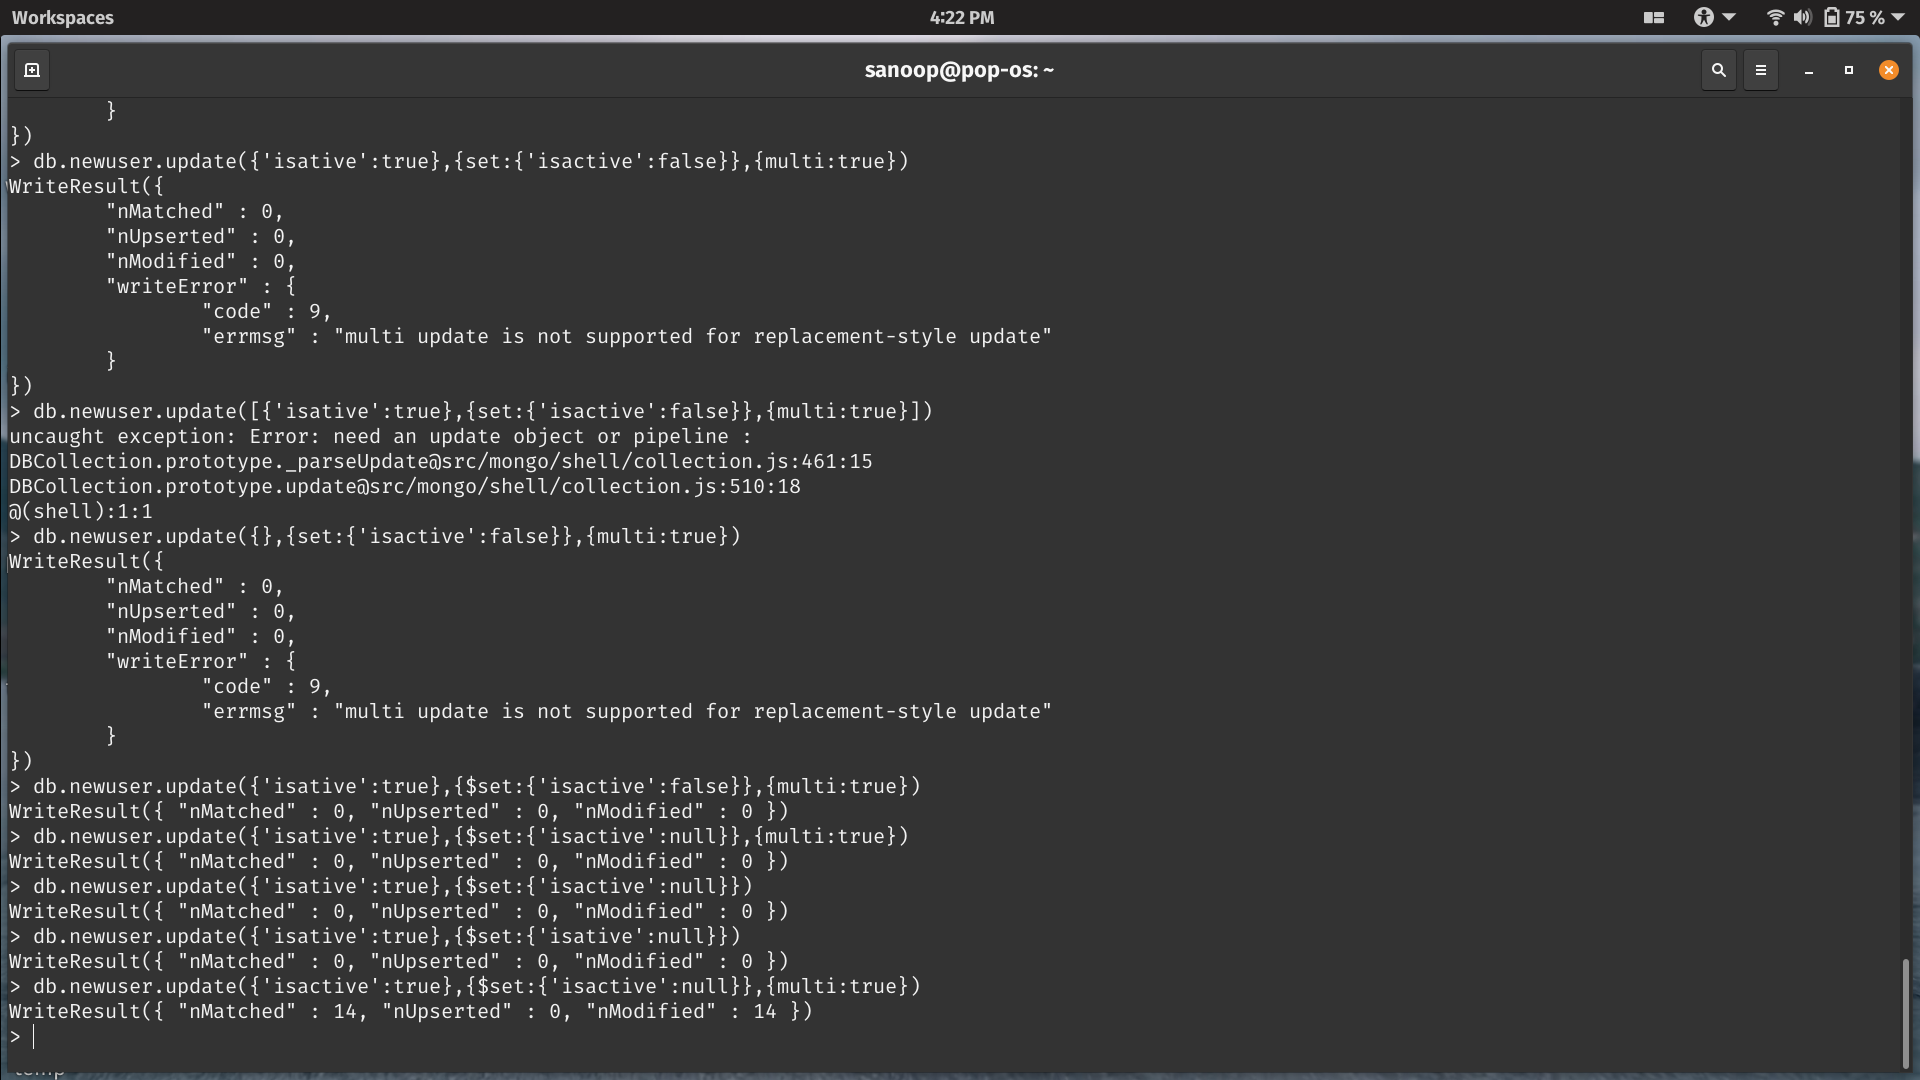 Workspaces
4:22 PM
75 %
sanoop@pop-os: ~
}
})
> db.newuser.update({'isative':true},{set:{'isactive':false}},{multi:true})
WriteResult({
"nMatched" : 0,
"nUpserted" : 0,
"nModified" : 0,
"writeError" : {
"code" : 9,
"errmsg" : "multi update is not supported for replacement-style update"
}
})
> db.newuser.update([{'isative':true},{set:{'isactive':false}},{multi:true}])
uncaught exception: Error: need an update object or pipeline :
DBCollection.prototype._parseUpdate@src/mongo/shell/collection.js:461:15
DBCollection.prototype.update@src/mongo/shell/collection.js:510:18
@(shell):1:1
> db.newuser.update({},{set:{'isactive':false}},{multi:true})
WriteResult({
"nMatched" : 0,
"nUpserted" : 0,
"nModified" : 0,
"writeError" : {
"code" : 9,
"errmsg" : "multi update is not supported for replacement-style update"
}
})
> db.newuser.update({'isative':true},{$set:{'isactive':false}},{multi:true})
WriteResult({ "nMatched" : 0, "nUpserted" : 0, "nModified" : 0 })
> db.newuser.update({'isative':true},{$set:{'isactive':null}},{multi:true})
WriteResult({ "nMatched" : 0, "nUpserted" : 0, "nModified" : 0 })
> db.newuser.update({'isative':true},{$set:{'isactive':null}})
WriteResult({ "nMatched" : 0, "nUpserted" : 0, "nModified" : 0 })
> db.newuser.update({'isative':true},{$set:{'isative':null}})
WriteResult({ "nMatched" : 0, "nUpserted" : 0, "nModified" : 0 })
> db.newuser.update({'isactive':true},{$set:{'isactive':null}},{multi:true})
WriteResult({ "nMatched" : 14, "nUpserted" : 0, "nModified" : 14 })
>
temp